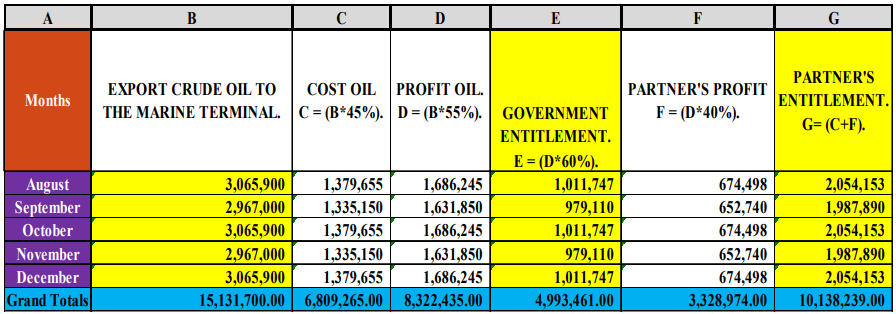 A B C D E F G
Months EXPORT CRUDE OIL TO THE MARINE TERMINAL. COST OIL C = (B*45%). PROFIT OIL. D = (B*55%). GOVERNMENT ENTITLEMENT. E = (D*60%). PARTNER'S PROFIT F = (D*40%). PARTNER'S ENTITLEMENT. G= (C+F).
August 3,065,900 1,379,655 1,686,245 1,011,747 674,498 2,054,153
September 2,967,000 1,335,150 1,631,850 979,110 652,740 1,987,890
October 3,065,900 1,379,655 1,686,245 1,011,747 674,498 2,054,153
November 2,967,000 1,335,150 1,631,850 979,110 652,740 1,987,890
December 3,065,900 1,379,655 1,686,245 1,011,747 674,498 2,054,153
Grand Totals 15,131,700.00 6,809,265.00 8,322,435.00 4,993,461.00 3,328,974.00 10,138,239.00